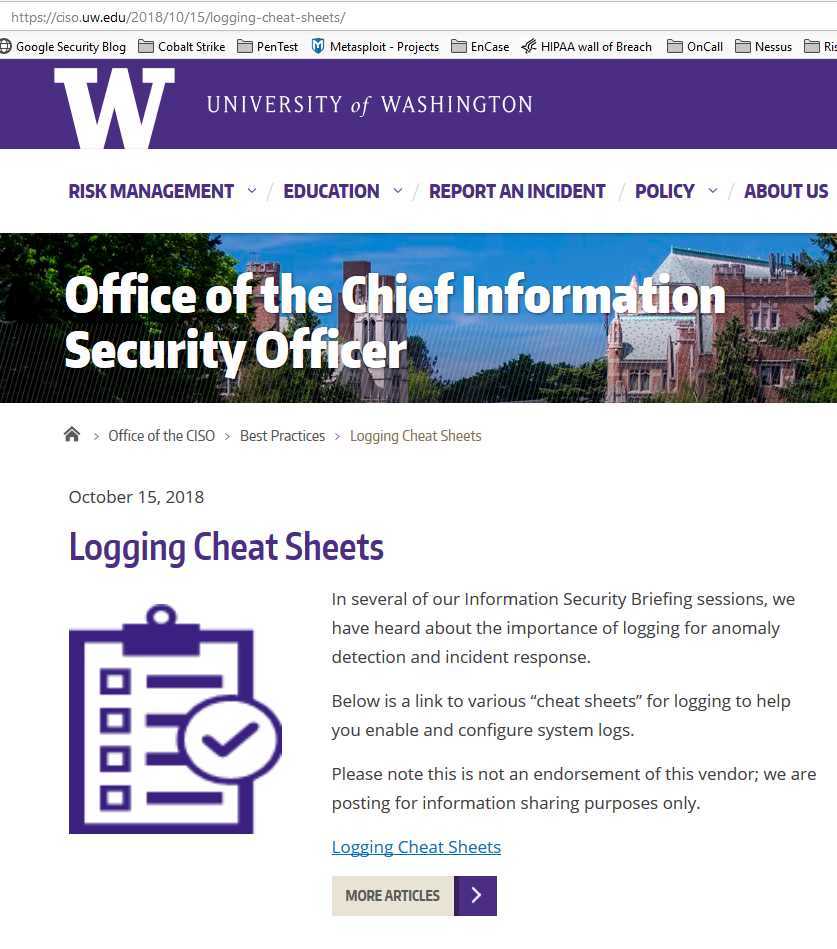 https://ciso.uw.edu/2018/10/15/logging-cheat-sheets/
Google Security Blog Cobalt Strike PenTest Metasploit - Projects EnCase HIPAA wall of Breach OnCall Nessus
W UNIVERSITY of WASHINGTON
RISK MANAGEMENT / EDUCATION / REPORT AN INCIDENT / POLICY / ABOUT US
Office of the Chief Information
Security Officer
> Office of the CISO > Best Practices > Logging Cheat Sheets
October 15, 2018
Logging Cheat Sheets
In several of our Information Security Briefing sessions, we
have heard about the importance of logging for anomaly
detection and incident response.
Below is a link to various “cheat sheets” for logging to help
you enable and configure system logs.
Please note this is not an endorsement of this vendor; we are
posting for information sharing purposes only.
Logging Cheat Sheets
MORE ARTICLES >